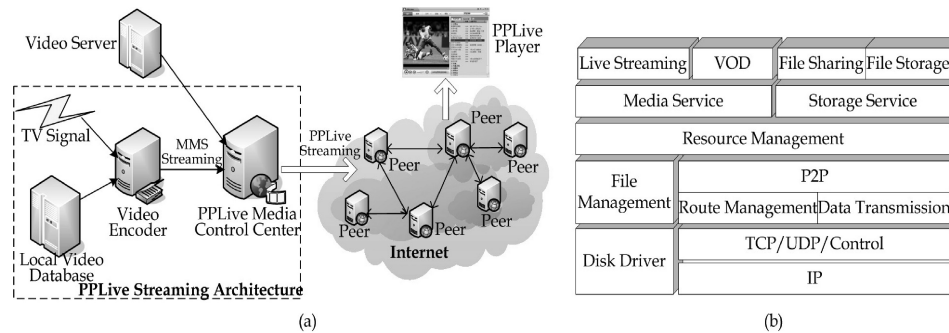 Video Server
PPLive
Player
TV Signal
MMS
Streaming
PPLive
Streaming
Peer
Peer
Peer
Peer
Peer
Peer
Video
Encoder
PPLive Media
Control Center
Local Video
Database
Internet
PPLive Streaming Architecture
(a)
Live Streaming
VOD
File Sharing
File Storage
Media Service
Storage Service
Resource Management
File
Management
P2P
Route Management
Data Transmission
Disk Driver
TCP/UDP/Control
IP
(b)